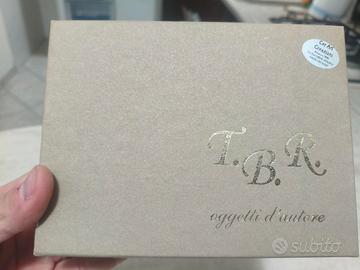 T.B.R.
oggetti d'autore
subito